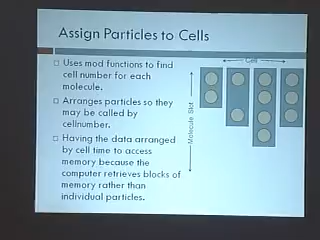 Assign Particles to Cells
Uses mod functions to find
cell number for each
molecule.
Arranges particles so they
may be called by
cellnumber.
Having the data arranged
by cell time to access
memory because the
computer retrieves blocks of
memory rather than
individual particles.
Cell
Molecule Slot